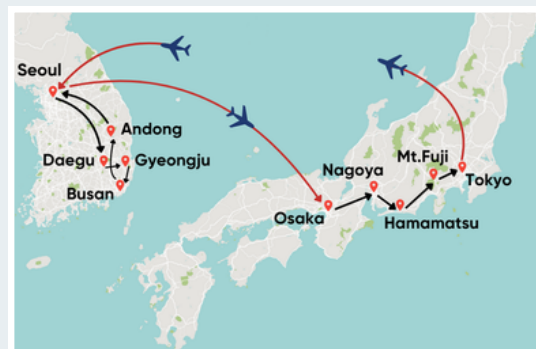 Seoul
Andong
Daegu
Gyeongju
Busan
Mt.Fuji
Nagoya
Tokyo
Osaka
Hamamatsu